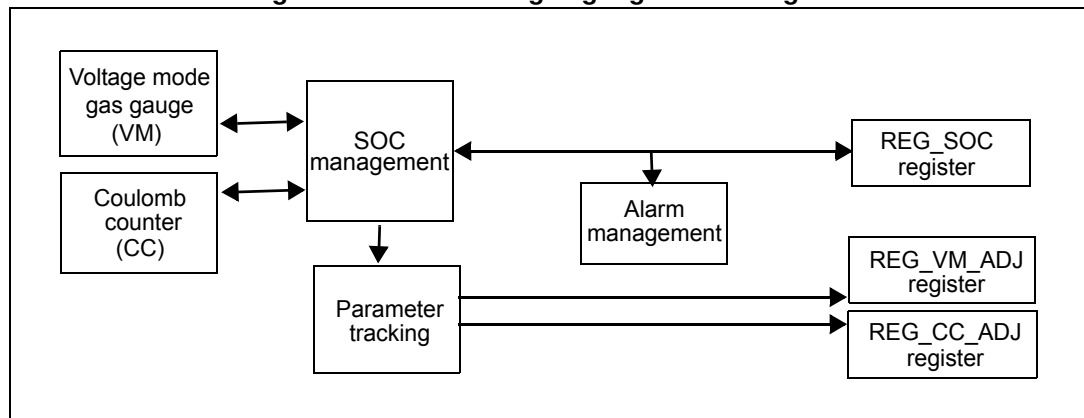 Voltage mode
gas gauge
(VM)
Coulomb
counter
(CC)
SOC
management
Parameter
tracking
Alarm
management
REG_SOC
register
REG_VM_ADJ
register
REG_CC_ADJ
register